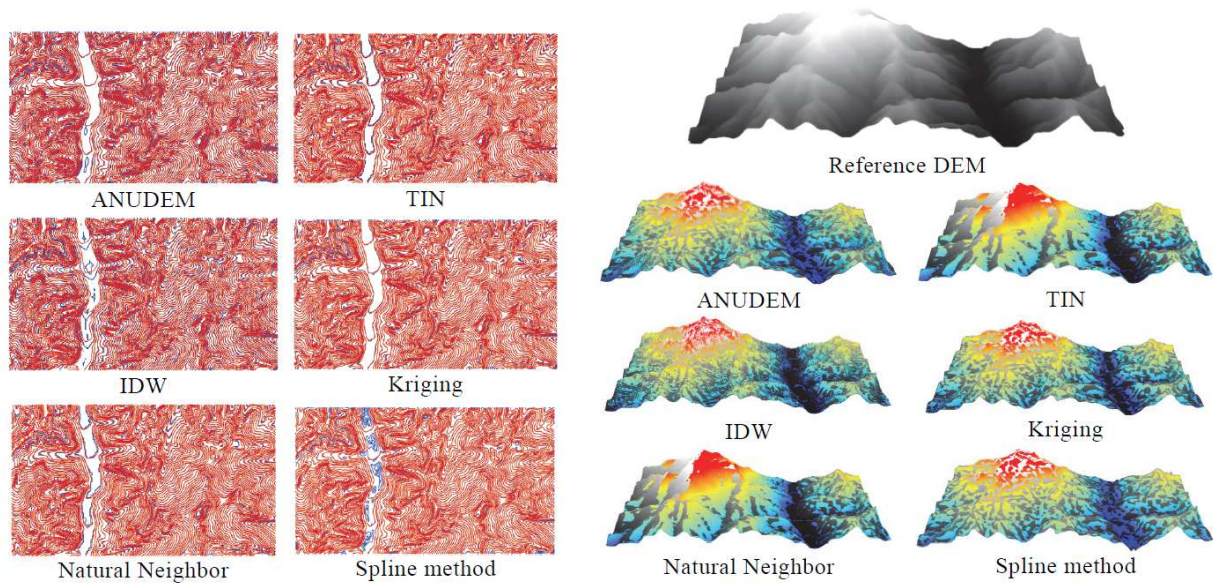 ANUDEM
TIN
IDW
Kriging
Natural Neighbor
Spline method
Reference DEM
ANUDEM
TIN
IDW
Kriging
Natural Neighbor
Spline method